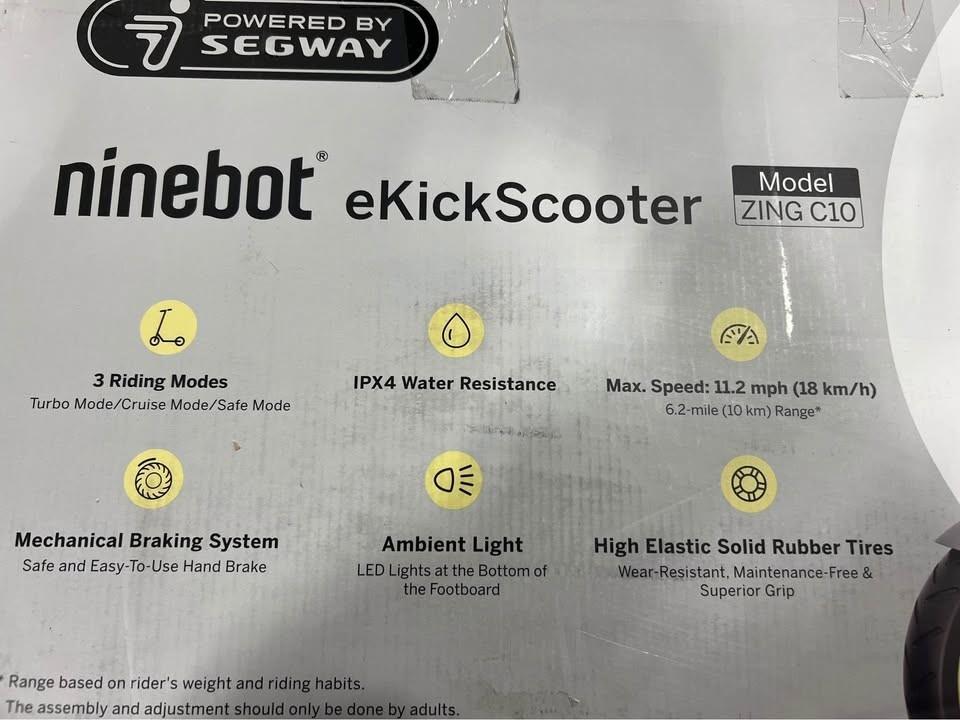 POWERED BY
SEGWAY
ninebot® eKickScooter
Model
ZING C10
3 Riding Modes
Turbo Mode/Cruise Mode/Safe Mode
IPX4 Water Resistance
Max. Speed: 11.2 mph (18 km/h)
6.2-mile (10 km) Range*
Mechanical Braking System
Safe and Easy-To-Use Hand Brake
Ambient Light
LED Lights at the Bottom of
the Footboard
High Elastic Solid Rubber Tires
Wear-Resistant, Maintenance-Free &
Superior Grip
* Range based on rider's weight and riding habits.
The assembly and adjustment should only be done by adults.